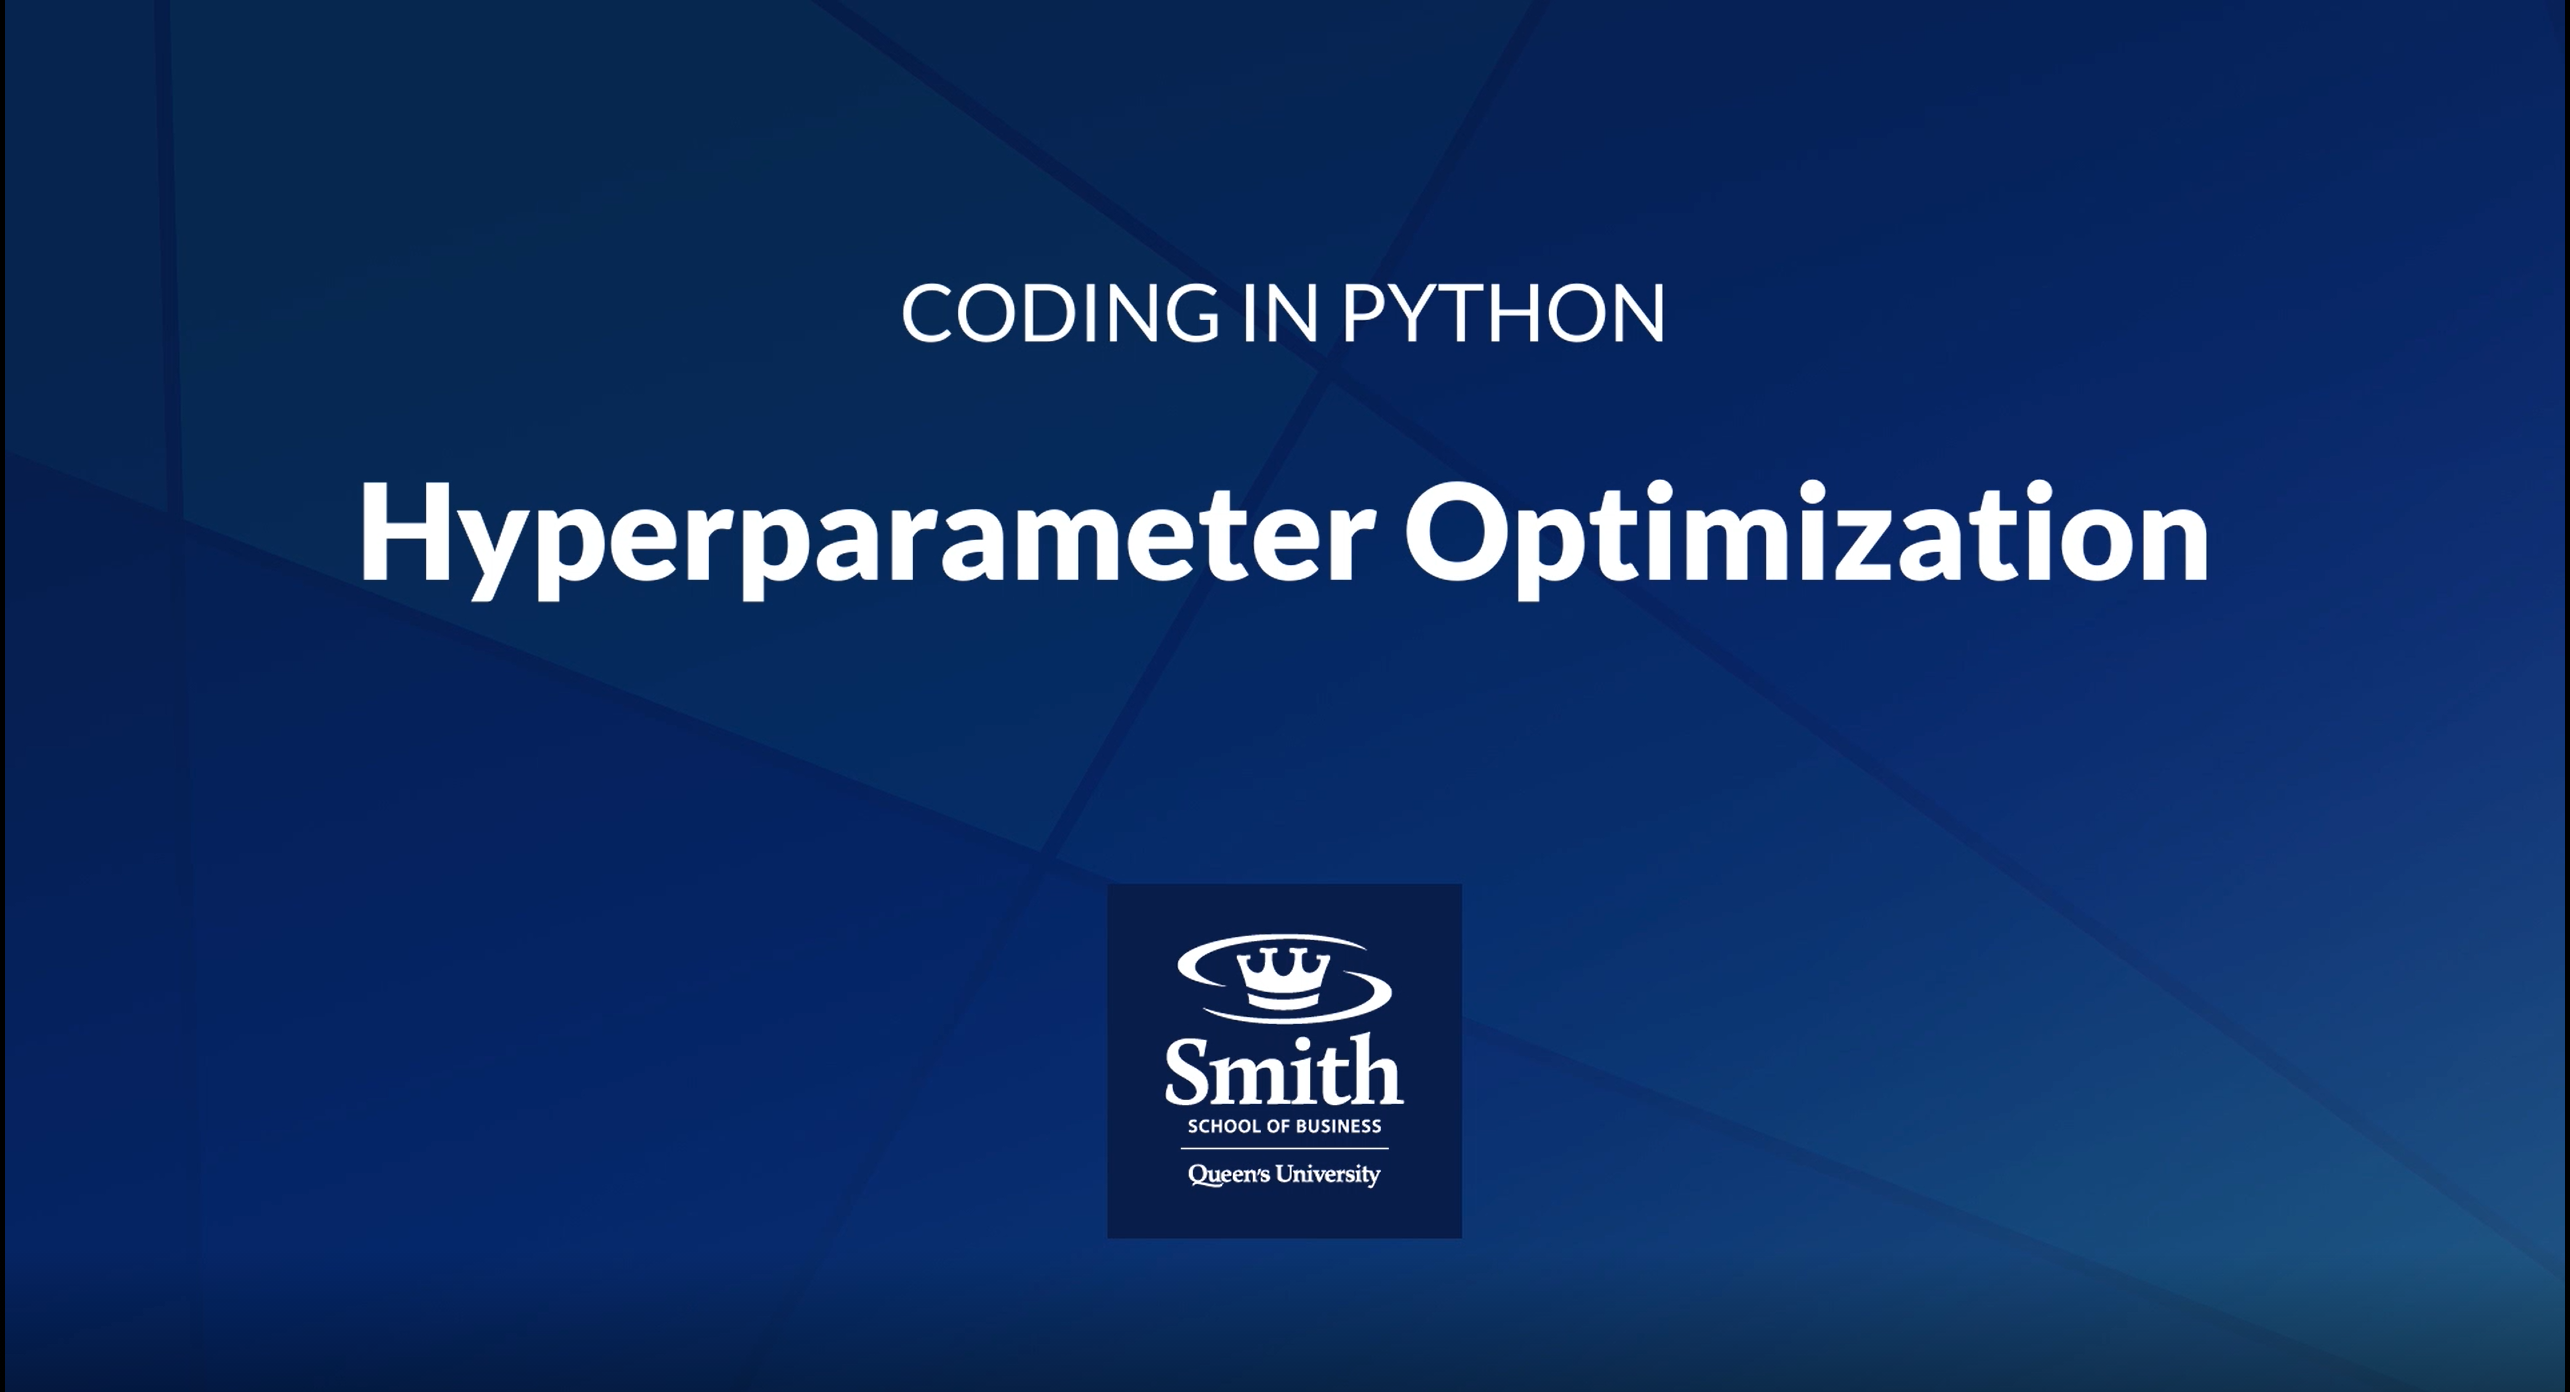 CODING IN PYTHON
Hyperparameter Optimization
Smith
SCHOOL OF BUSINESS
Queen's University